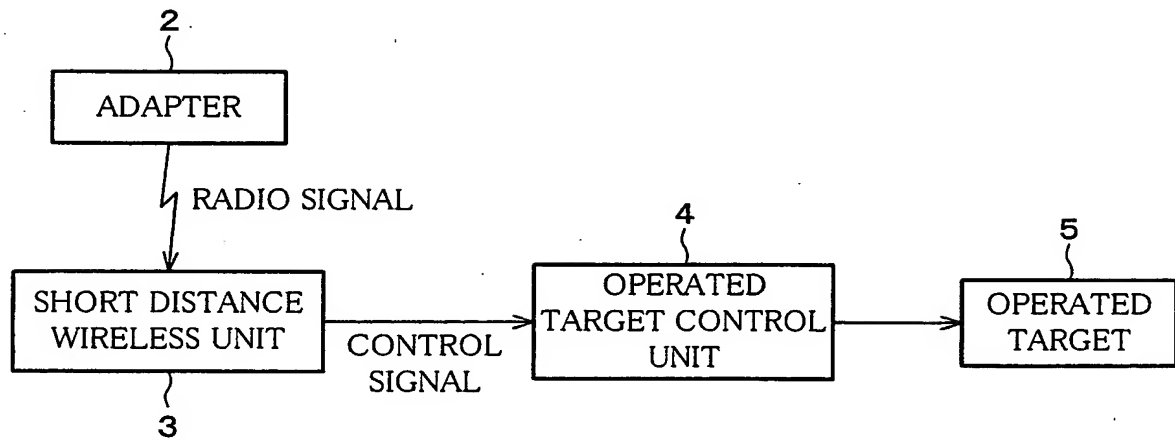 2
ADAPTER
RADIO SIGNAL
SHORT DISTANCE
WIRELESS UNIT
3
CONTROL
SIGNAL
4
OPERATED
TARGET CONTROL
UNIT
5
OPERATED
TARGET